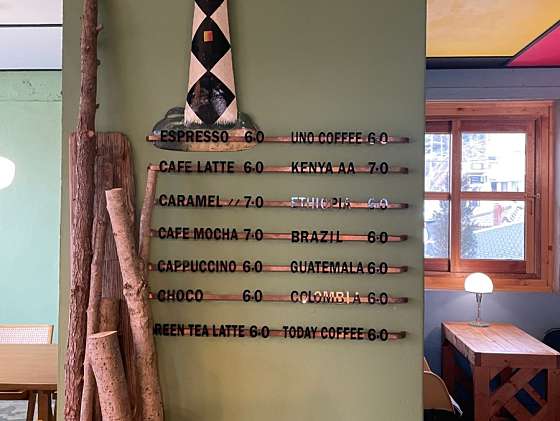 ESPRESSO 6.0 UNO COFFEE 6.0
CAFE LATTE 6.0 KENYA AA 7.0
CARAMEL 〃 7.0 ETHIOPIA 6.0
CAFE MOCHA 7.0 BRAZIL 6.0
CAPPUCCINO 6.0 GUATEMALA 6.0
CHOCO 6.0 COLOMBIA 6.0
REEN TEA LATTE 6.0 TODAY COFFEE 6.0